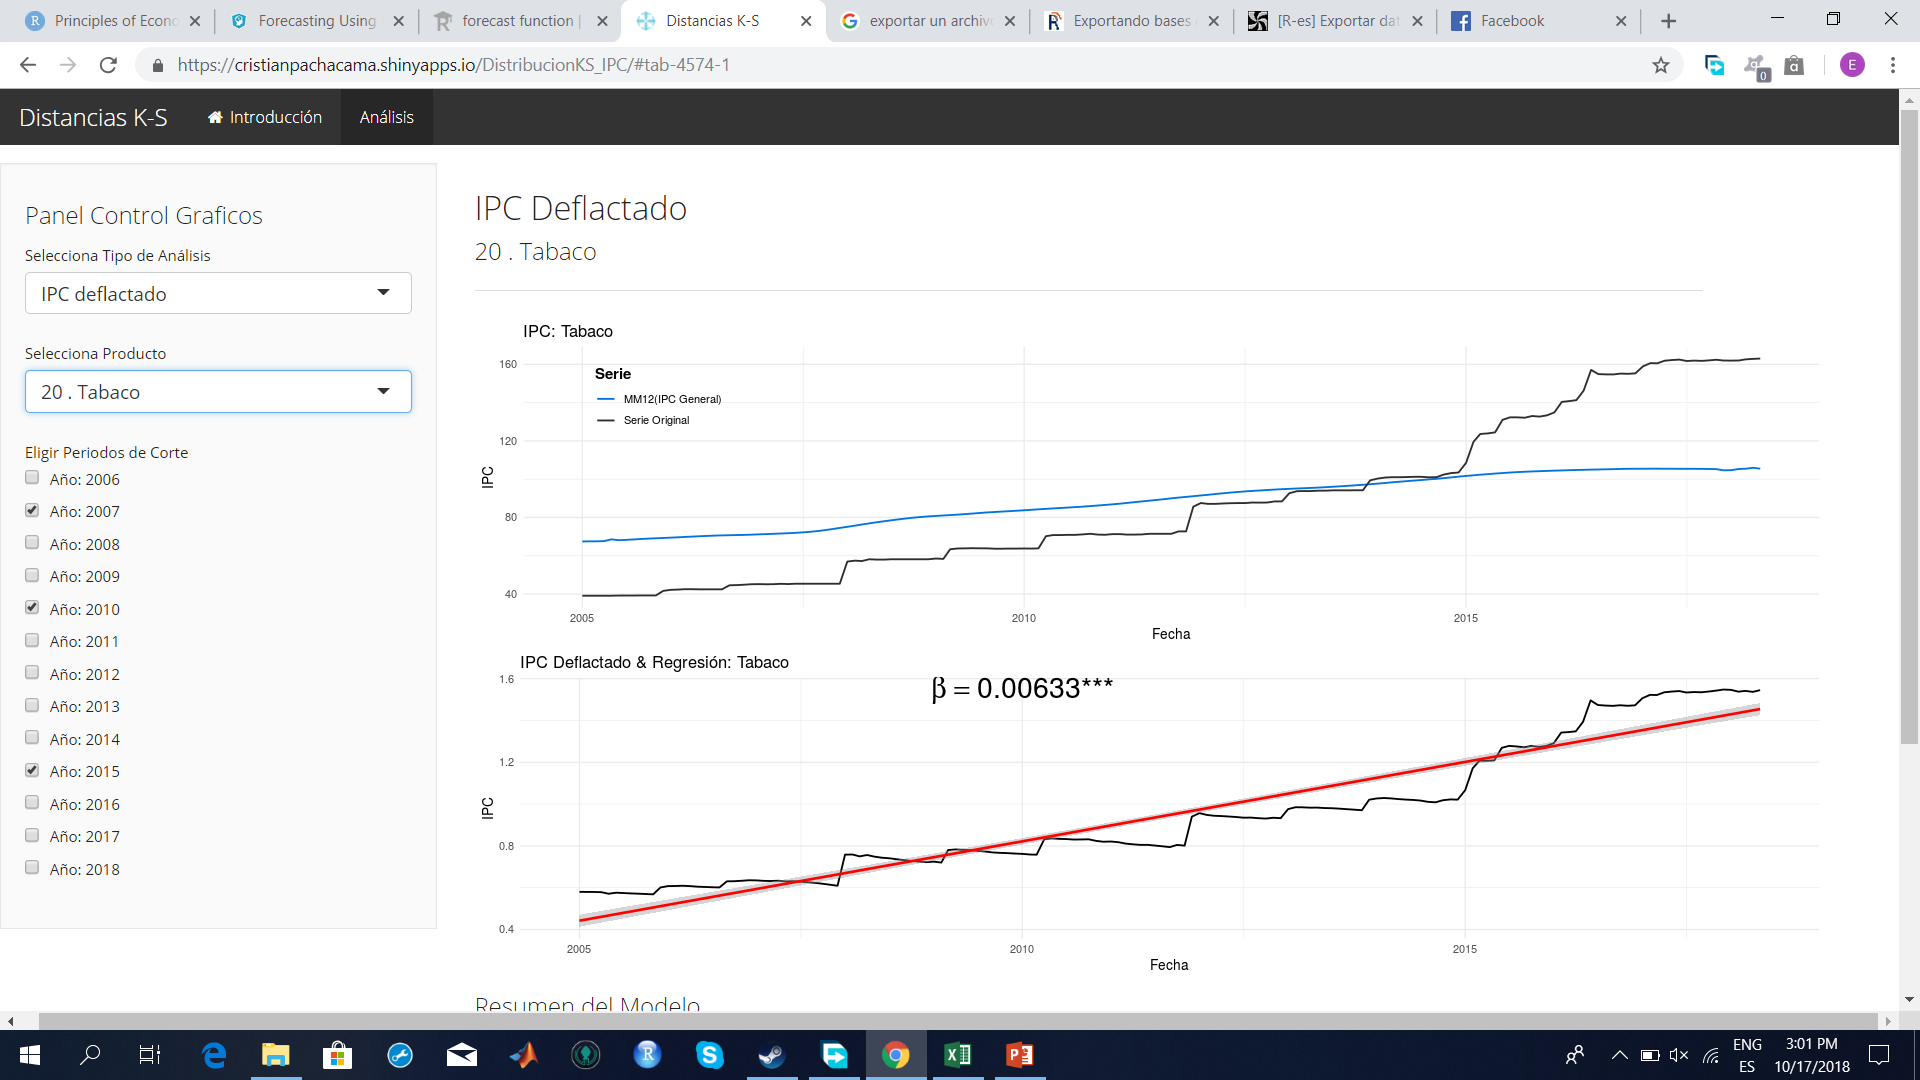 Principles of Econo
Forecasting Using
forecast function |
Distancias K-S
exportar un archivo
Exportando bases
[R-es] Exportar dat
Facebook
https://cristianpachacama.shinyapps.io/DistribucionKS_IPC/#tab-4574-1
0
E
Distancias K-S
Introducción
Análisis
Panel Control Graficos
Selecciona Tipo de Análisis
IPC deflactado
Selecciona Producto
20 . Tabaco
Eligir Periodos de Corte
Año: 2006
Año: 2007
Año: 2008
Año: 2009
Año: 2010
Año: 2011
Año: 2012
Año: 2013
Año: 2014
Año: 2015
Año: 2016
Año: 2017
Año: 2018
IPC Deflactado
20 . Tabaco
IPC: Tabaco
Serie
MM12(IPC General)
Serie Original
160
120
80
40
IPC
2005
2010
2015
Fecha
IPC Deflactado & Regresión: Tabaco
β = 0.00633***
1.6
1.2
0.8
0.4
IPC
2005
2010
2015
Fecha
Resumen del Modelo
ENG
ES
3:01 PM
10/17/2018